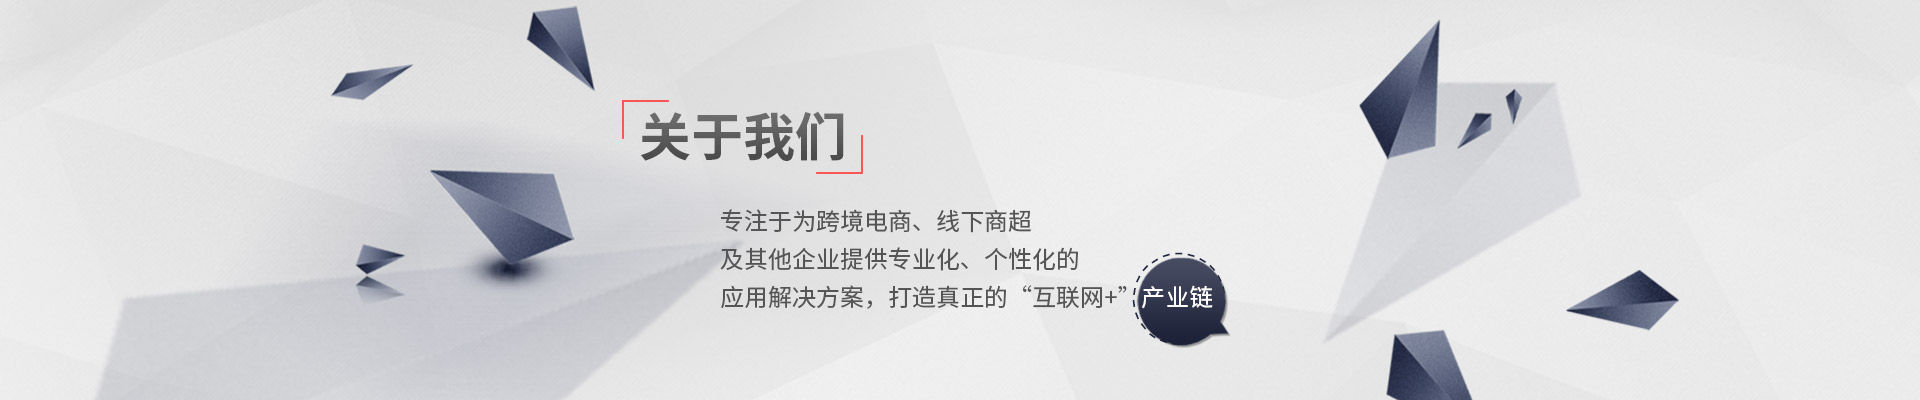 关于我们
专注于为跨境电商、线下商超
及其他企业提供专业化、个性化的
应用解决方案，打造真正的“互联网+”产业链